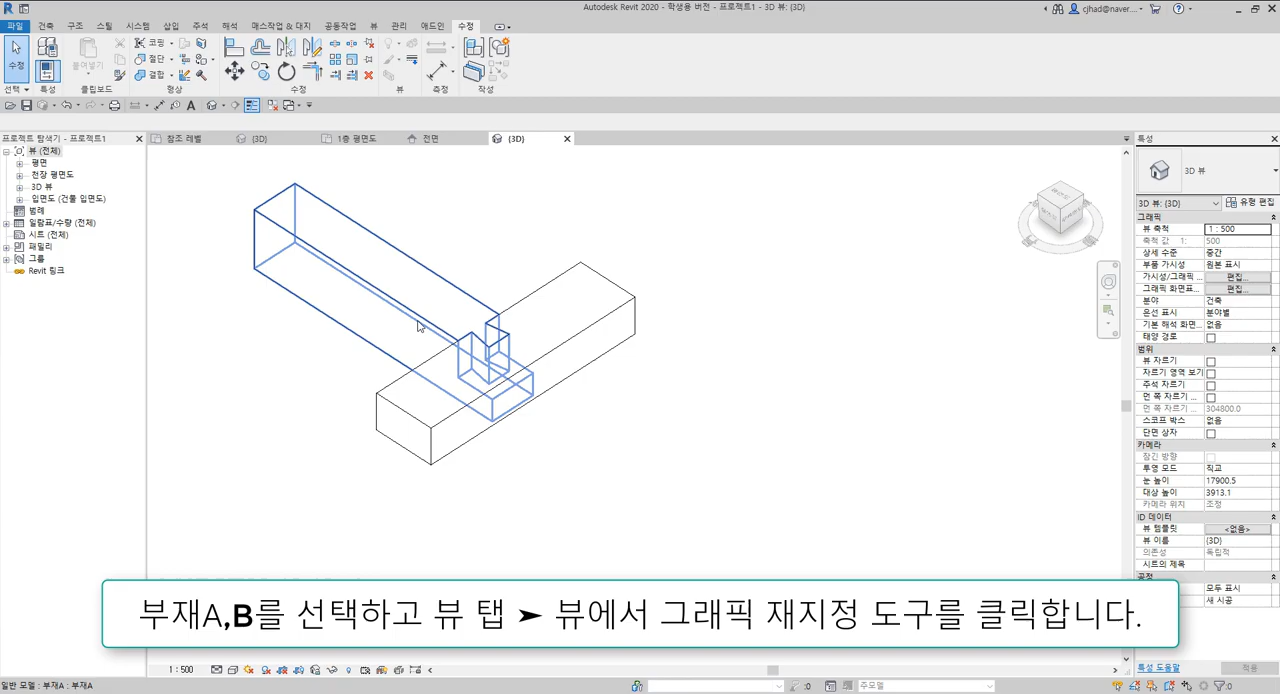 Autodesk Revit 2020 - 학생용 버전 - 프로젝트1 - 3D 뷰: {3D}
cjhad@naver....
파일 건축 구조 스틸 시스템 삽입 주석 해석 매스작업 & 대지 공동작업 뷰 관리 애드인 수정
수정
붙여넣기
코핑
절단
결합
선택 특성 클립보드 형상 수정 뷰 측정 작성
프로젝트 탐색기 - 프로젝트1
참조 레벨 {3D} 1층 평면도 전면 {3D}
뷰 (전체)
평면
천장 평면도
3D 뷰
입면도 (건물 입면도)
범례
일람표/수량 (전체)
시트 (전체)
패밀리
그룹
Revit 링크
특성
3D 뷰
3D 뷰: {3D} 유형 편집
그래픽
뷰 축척 1 : 500
축척 값 1: 500
상세 수준 중간
부품 가시성 원본 표시
가시성/그래픽 ... 편집...
그래픽 화면표... 편집...
분야 건축
은선 표시 분야별
기본 해석 화면... 없음
태양 경로
범위
뷰 자르기
자르기 영역 보기
주석 자르기
먼 쪽 자르기 ...
먼 쪽 자르기 ... 304800.0
스코프 박스 없음
단면 상자
카메라
잠긴 방향
투영 모드 직교
눈 높이 17900.5
대상 높이 3913.1
카메라 위치 조정
ID 데이터
뷰 템플릿 <없음>
뷰 이름 {3D}
의존성 독립적
시트의 제목
공정
모두 표시
새 시공
부재A,B를 선택하고 뷰 탭 ➤ 뷰에서 그래픽 재지정 도구를 클릭합니다.
1 : 500
특성 도움말 적용
일반 모델 : 부재A : 부재A
:0 주모델 :0